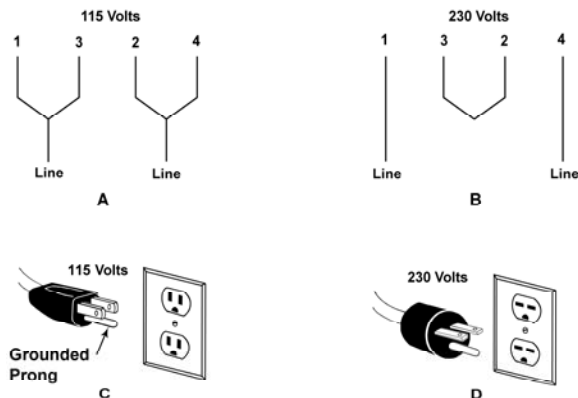 115 Volts
1 3 2 4
Line Line
A
230 Volts
1 3 2 4
Line Line
B
115 Volts
Grounded
Prong
C
230 Volts
D